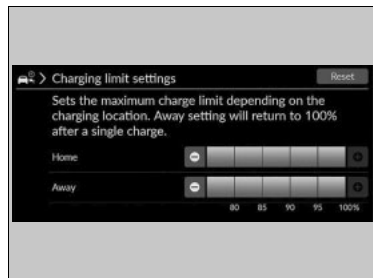 Charging limit settings
Reset
Sets the maximum charge limit depending on the
charging location. Away setting will return to 100%
after a single charge.
Home
Away
80 85 90 95 100%